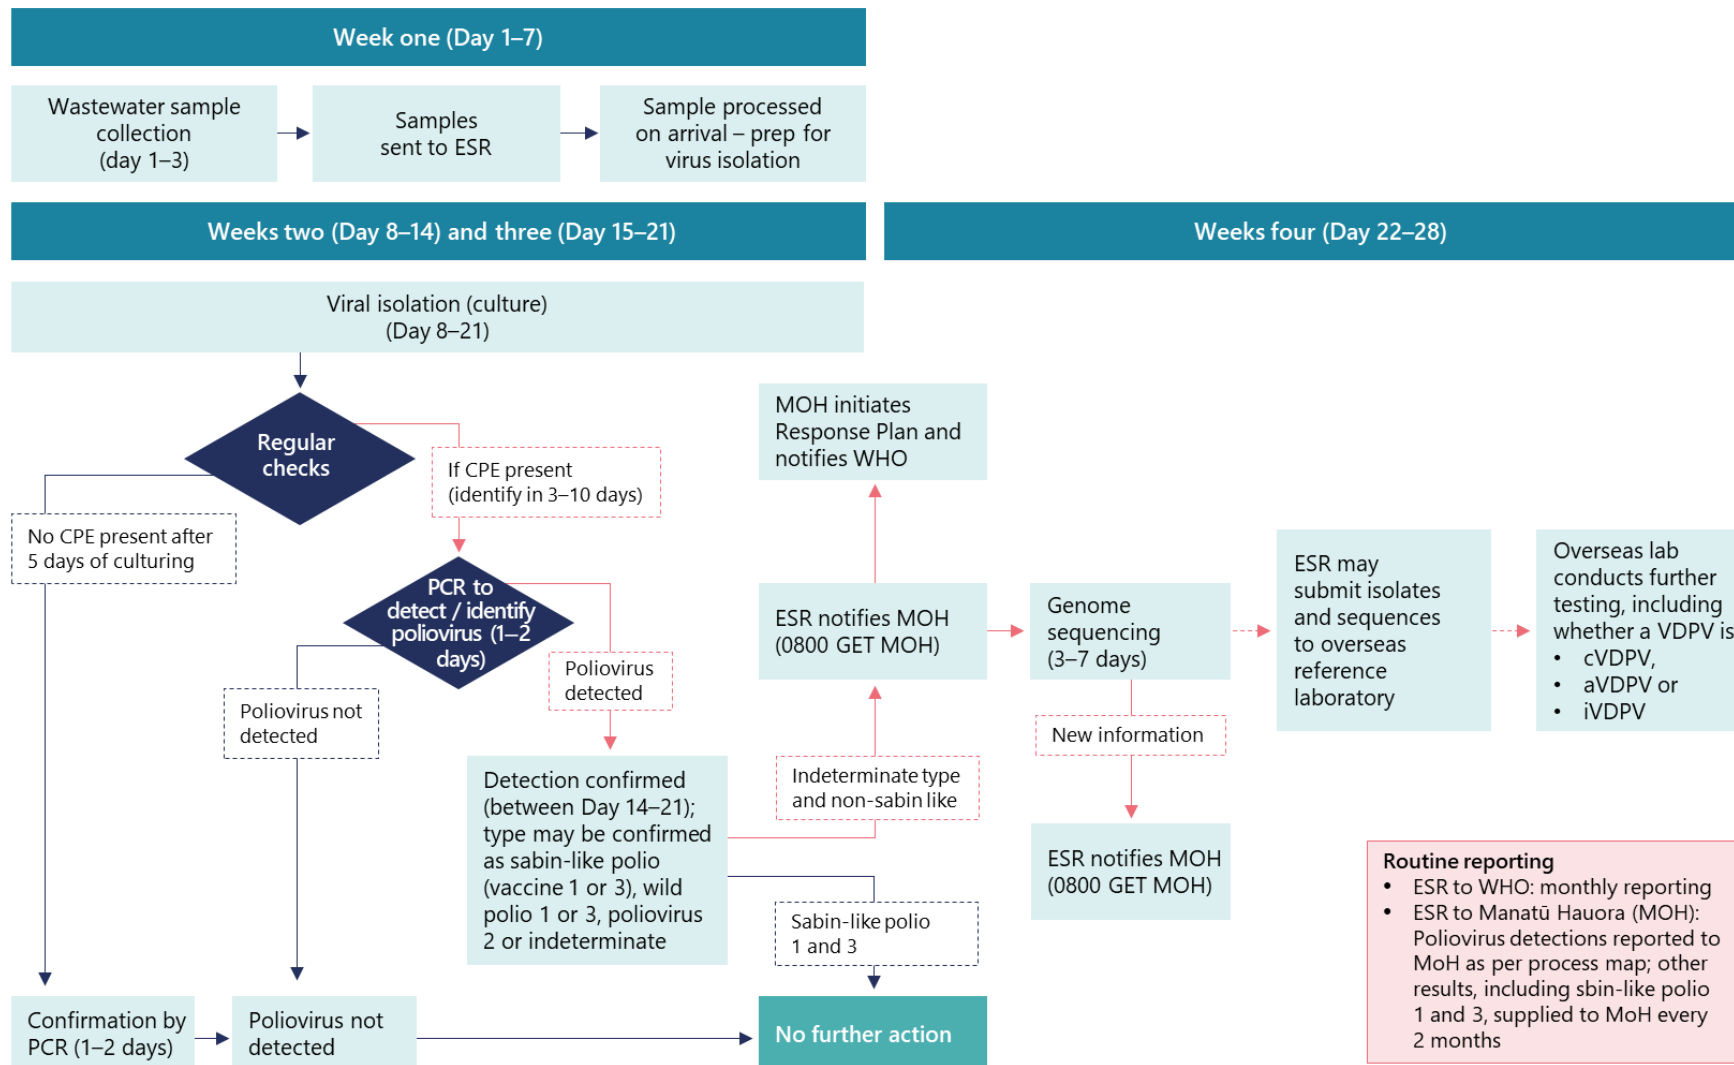 Week one (Day 1–7)
Wastewater sample
collection
(day 1–3)
Samples
sent to ESR
Sample processed
on arrival – prep for
virus isolation
Weeks two (Day 8–14) and three (Day 15–21)
Weeks four (Day 22–28)
Viral isolation (culture)
(Day 8–21)
Regular
checks
If CPE present
(identify in 3–10 days)
No CPE present after
5 days of culturing
PCR to
detect / identify
poliovirus (1–2
days)
Poliovirus
detected
Poliovirus not
detected
Detection confirmed
(between Day 14–21);
type may be confirmed
as sabin-like polio
(vaccine 1 or 3), wild
polio 1 or 3, poliovirus
2 or indeterminate
MOH initiates
Response Plan and
notifies WHO
ESR notifies MOH
(0800 GET MOH)
Indeterminate type
and non-sabin like
Sabin-like polio
1 and 3
Genome
sequencing
(3–7 days)
New information
ESR notifies MOH
(0800 GET MOH)
ESR may
submit isolates
and sequences
to overseas
reference
laboratory
Overseas lab
conducts further
testing, including
whether a VDPV is
• cVDPV,
• aVDPV or
• iVDPV
Confirmation by
PCR (1–2 days)
Poliovirus not
detected
No further action
Routine reporting
• ESR to WHO: monthly reporting
• ESR to Manatū Hauora (MOH):
Poliovirus detections reported to
MoH as per process map; other
results, including sbin-like polio
1 and 3, supplied to MoH every
2 months